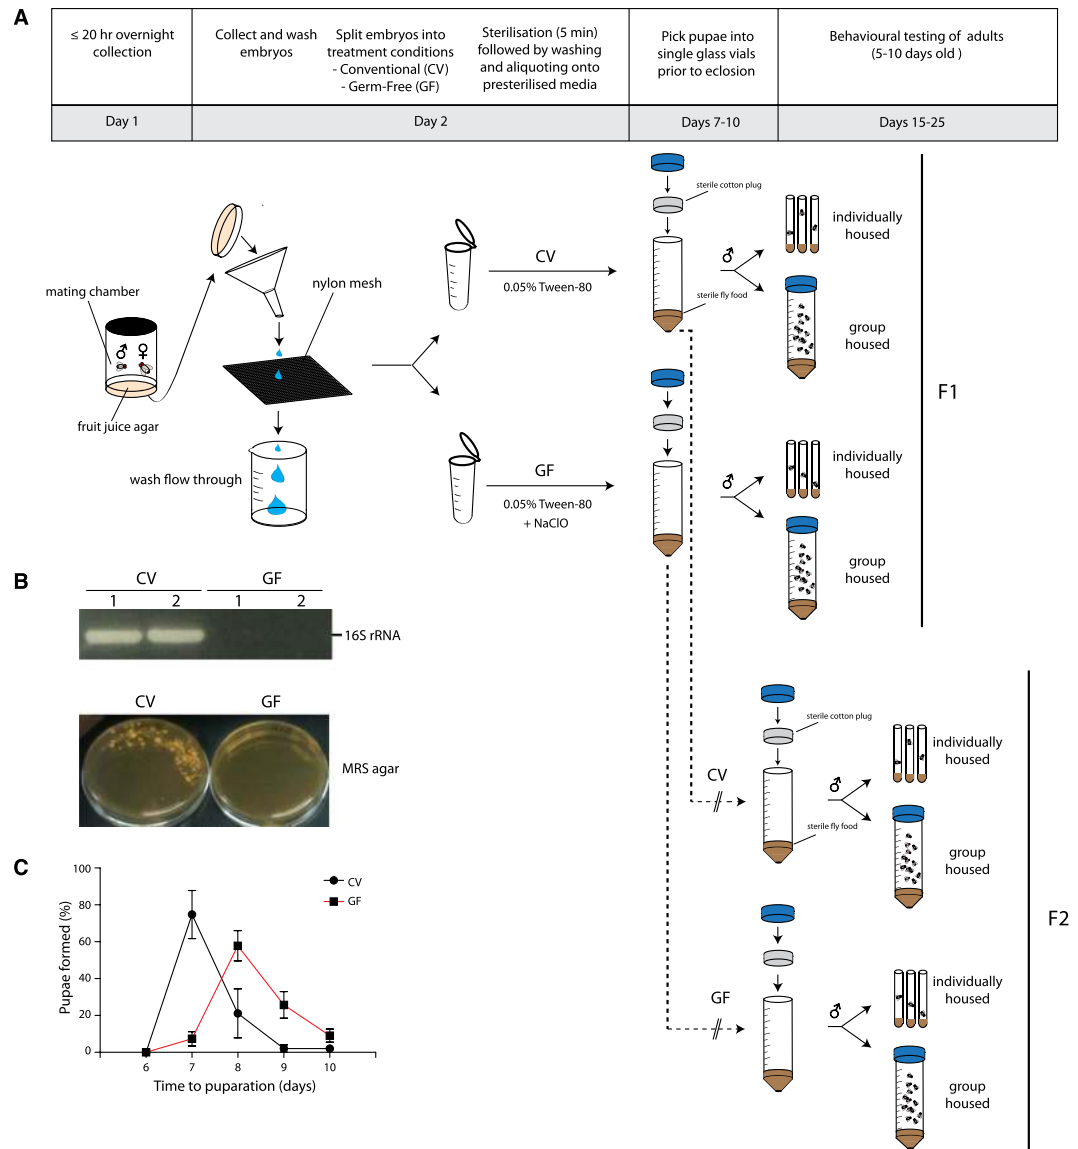 A
≤ 20 hr overnight
collection
Collect and wash
embryos
Split embryos into
treatment conditions
- Conventional (CV)
- Germ-Free (GF)
Sterilisation (5 min)
followed by washing
and aliquoting onto
presterilised media
Pick pupae into
single glass vials
prior to eclosion
Behavioural testing of adults
(5-10 days old )
Day 1
Day 2
Days 7-10
Days 15-25
mating chamber
♂ ♀
fruit juice agar
nylon mesh
wash flow through
CV
0.05% Tween-80
GF
0.05% Tween-80
+ NaClO
sterile cotton plug
sterile fly food
♂
individually
housed
group
housed
♂
individually
housed
group
housed
F1
CV
sterile cotton plug
sterile fly food
♂
individually
housed
group
housed
GF
♂
individually
housed
group
housed
F2
B
CV GF
1 2 1 2
16S rRNA
CV GF
MRS agar
C
Pupae formed (%)
100
80
60
40
20
0
6 7 8 9 10
Time to puparation (days)
CV
GF